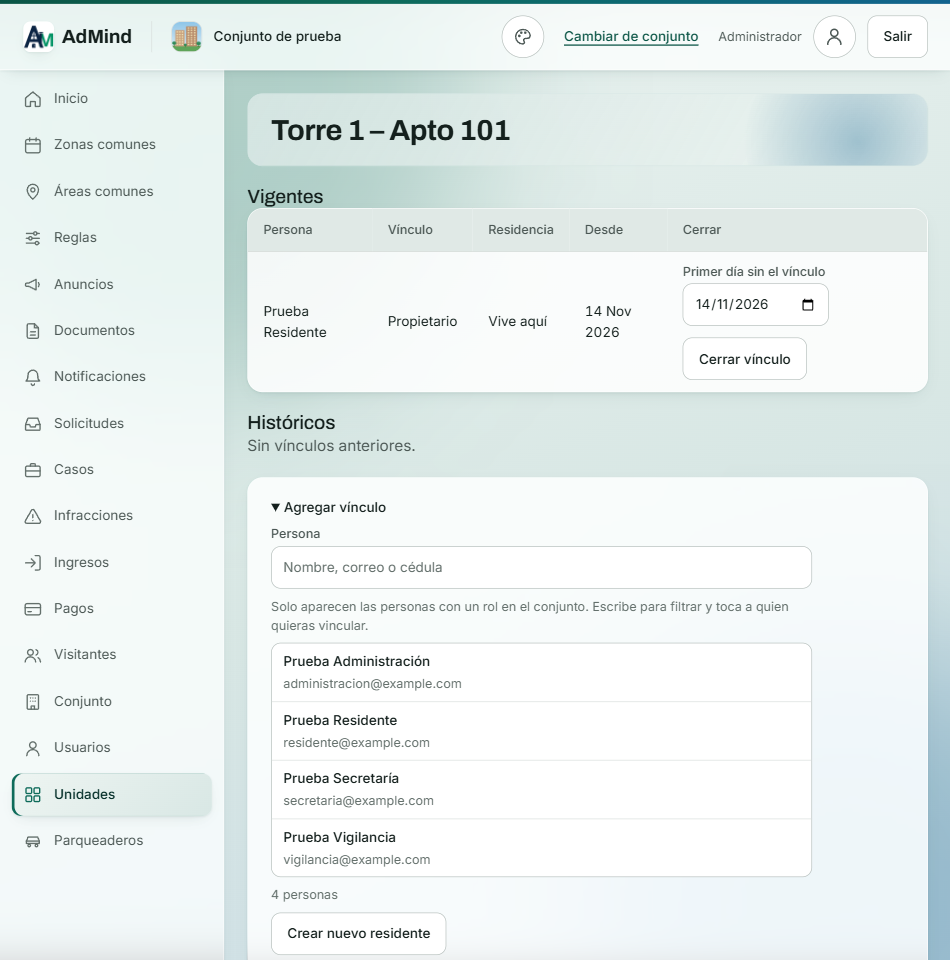 AM AdMind
Conjunto de prueba
Cambiar de conjunto
Administrador
Salir
Inicio
Zonas comunes
Áreas comunes
Reglas
Anuncios
Documentos
Notificaciones
Solicitudes
Casos
Infracciones
Ingresos
Pagos
Visitantes
Conjunto
Usuarios
Unidades
Parqueaderos
Torre 1 – Apto 101
Vigentes
Persona Vínculo Residencia Desde Cerrar
Prueba Residente Propietario Vive aquí 14 Nov 2026
Primer día sin el vínculo
14/11/2026
Cerrar vínculo
Históricos
Sin vínculos anteriores.
▼ Agregar vínculo
Persona
Nombre, correo o cédula
Solo aparecen las personas con un rol en el conjunto. Escribe para filtrar y toca a quien
quieras vincular.
Prueba Administración
administracion@example.com
Prueba Residente
residente@example.com
Prueba Secretaría
secretaria@example.com
Prueba Vigilancia
vigilancia@example.com
4 personas
Crear nuevo residente